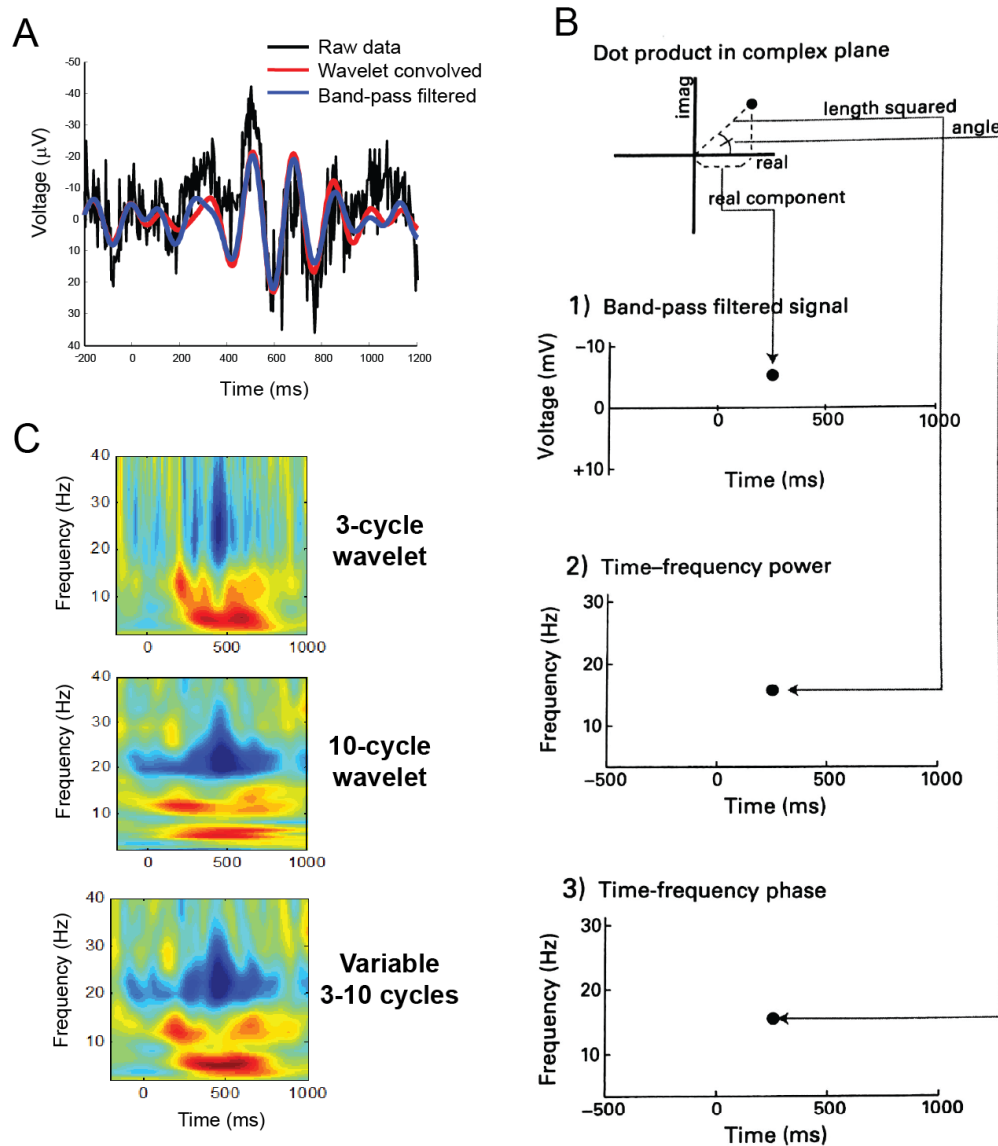 A
Raw data
Wavelet convolved
Band-pass filtered
Voltage (µV)
-50
-40
-30
-20
-10
0
10
20
30
40
-200
0
200
400
600
800
1000
1200
Time (ms)
B
Dot product in complex plane
imag
length squared
angle
real
real component
1) Band-pass filtered signal
Voltage (mV)
−10
0
+10
0
500
1000
Time (ms)
2) Time–frequency power
Frequency (Hz)
30
20
10
−500
0
500
1000
Time (ms)
3) Time-frequency phase
Frequency (Hz)
30
20
10
−500
0
500
1000
Time (ms)
C
Frequency (Hz)
40
30
20
10
0
500
1000
3-cycle
wavelet
Frequency (Hz)
40
30
20
10
0
500
1000
10-cycle
wavelet
Frequency (Hz)
40
30
20
10
0
500
1000
Time (ms)
Variable
3-10 cycles